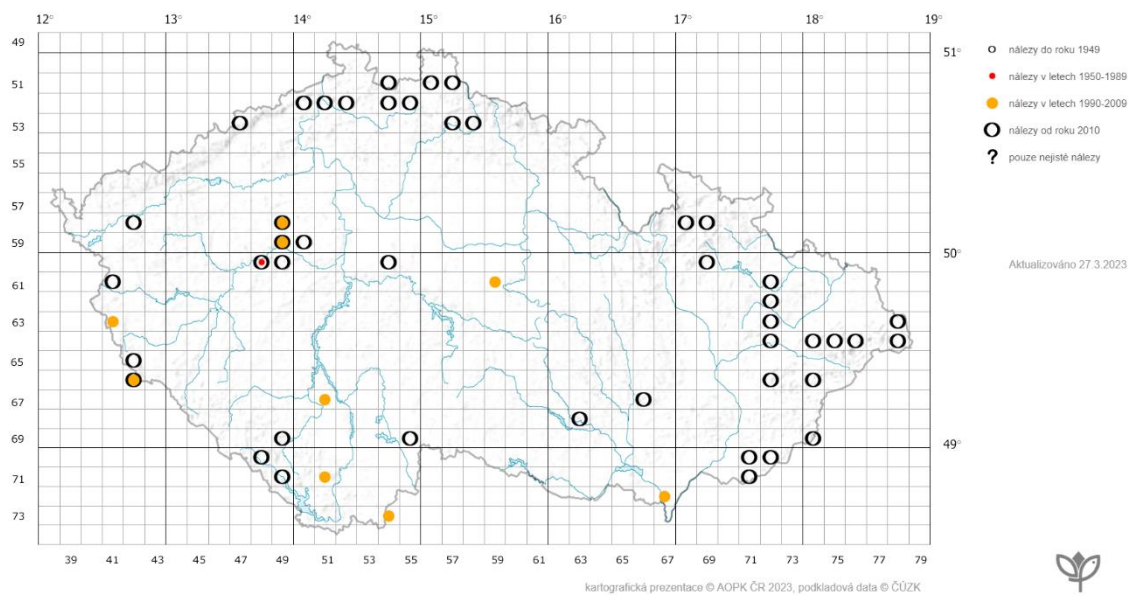 12° 13° 14° 15° 16° 17° 18° 19°
49
51°
51
53
55
57
59
50°
61
63
65
67
69
49°
71
73
39 41 43 45 47 49 51 53 55 57 59 61 63 65 67 69 71 73 75 77 79
nálezy do roku 1949
nálezy v letech 1950-1989
nálezy v letech 1990-2009
nálezy od roku 2010
? pouze nejisté nálezy
Aktualizováno 27.3.2023
kartografická prezentace © AOPK ČR 2023, podkladová data © ČÚZK